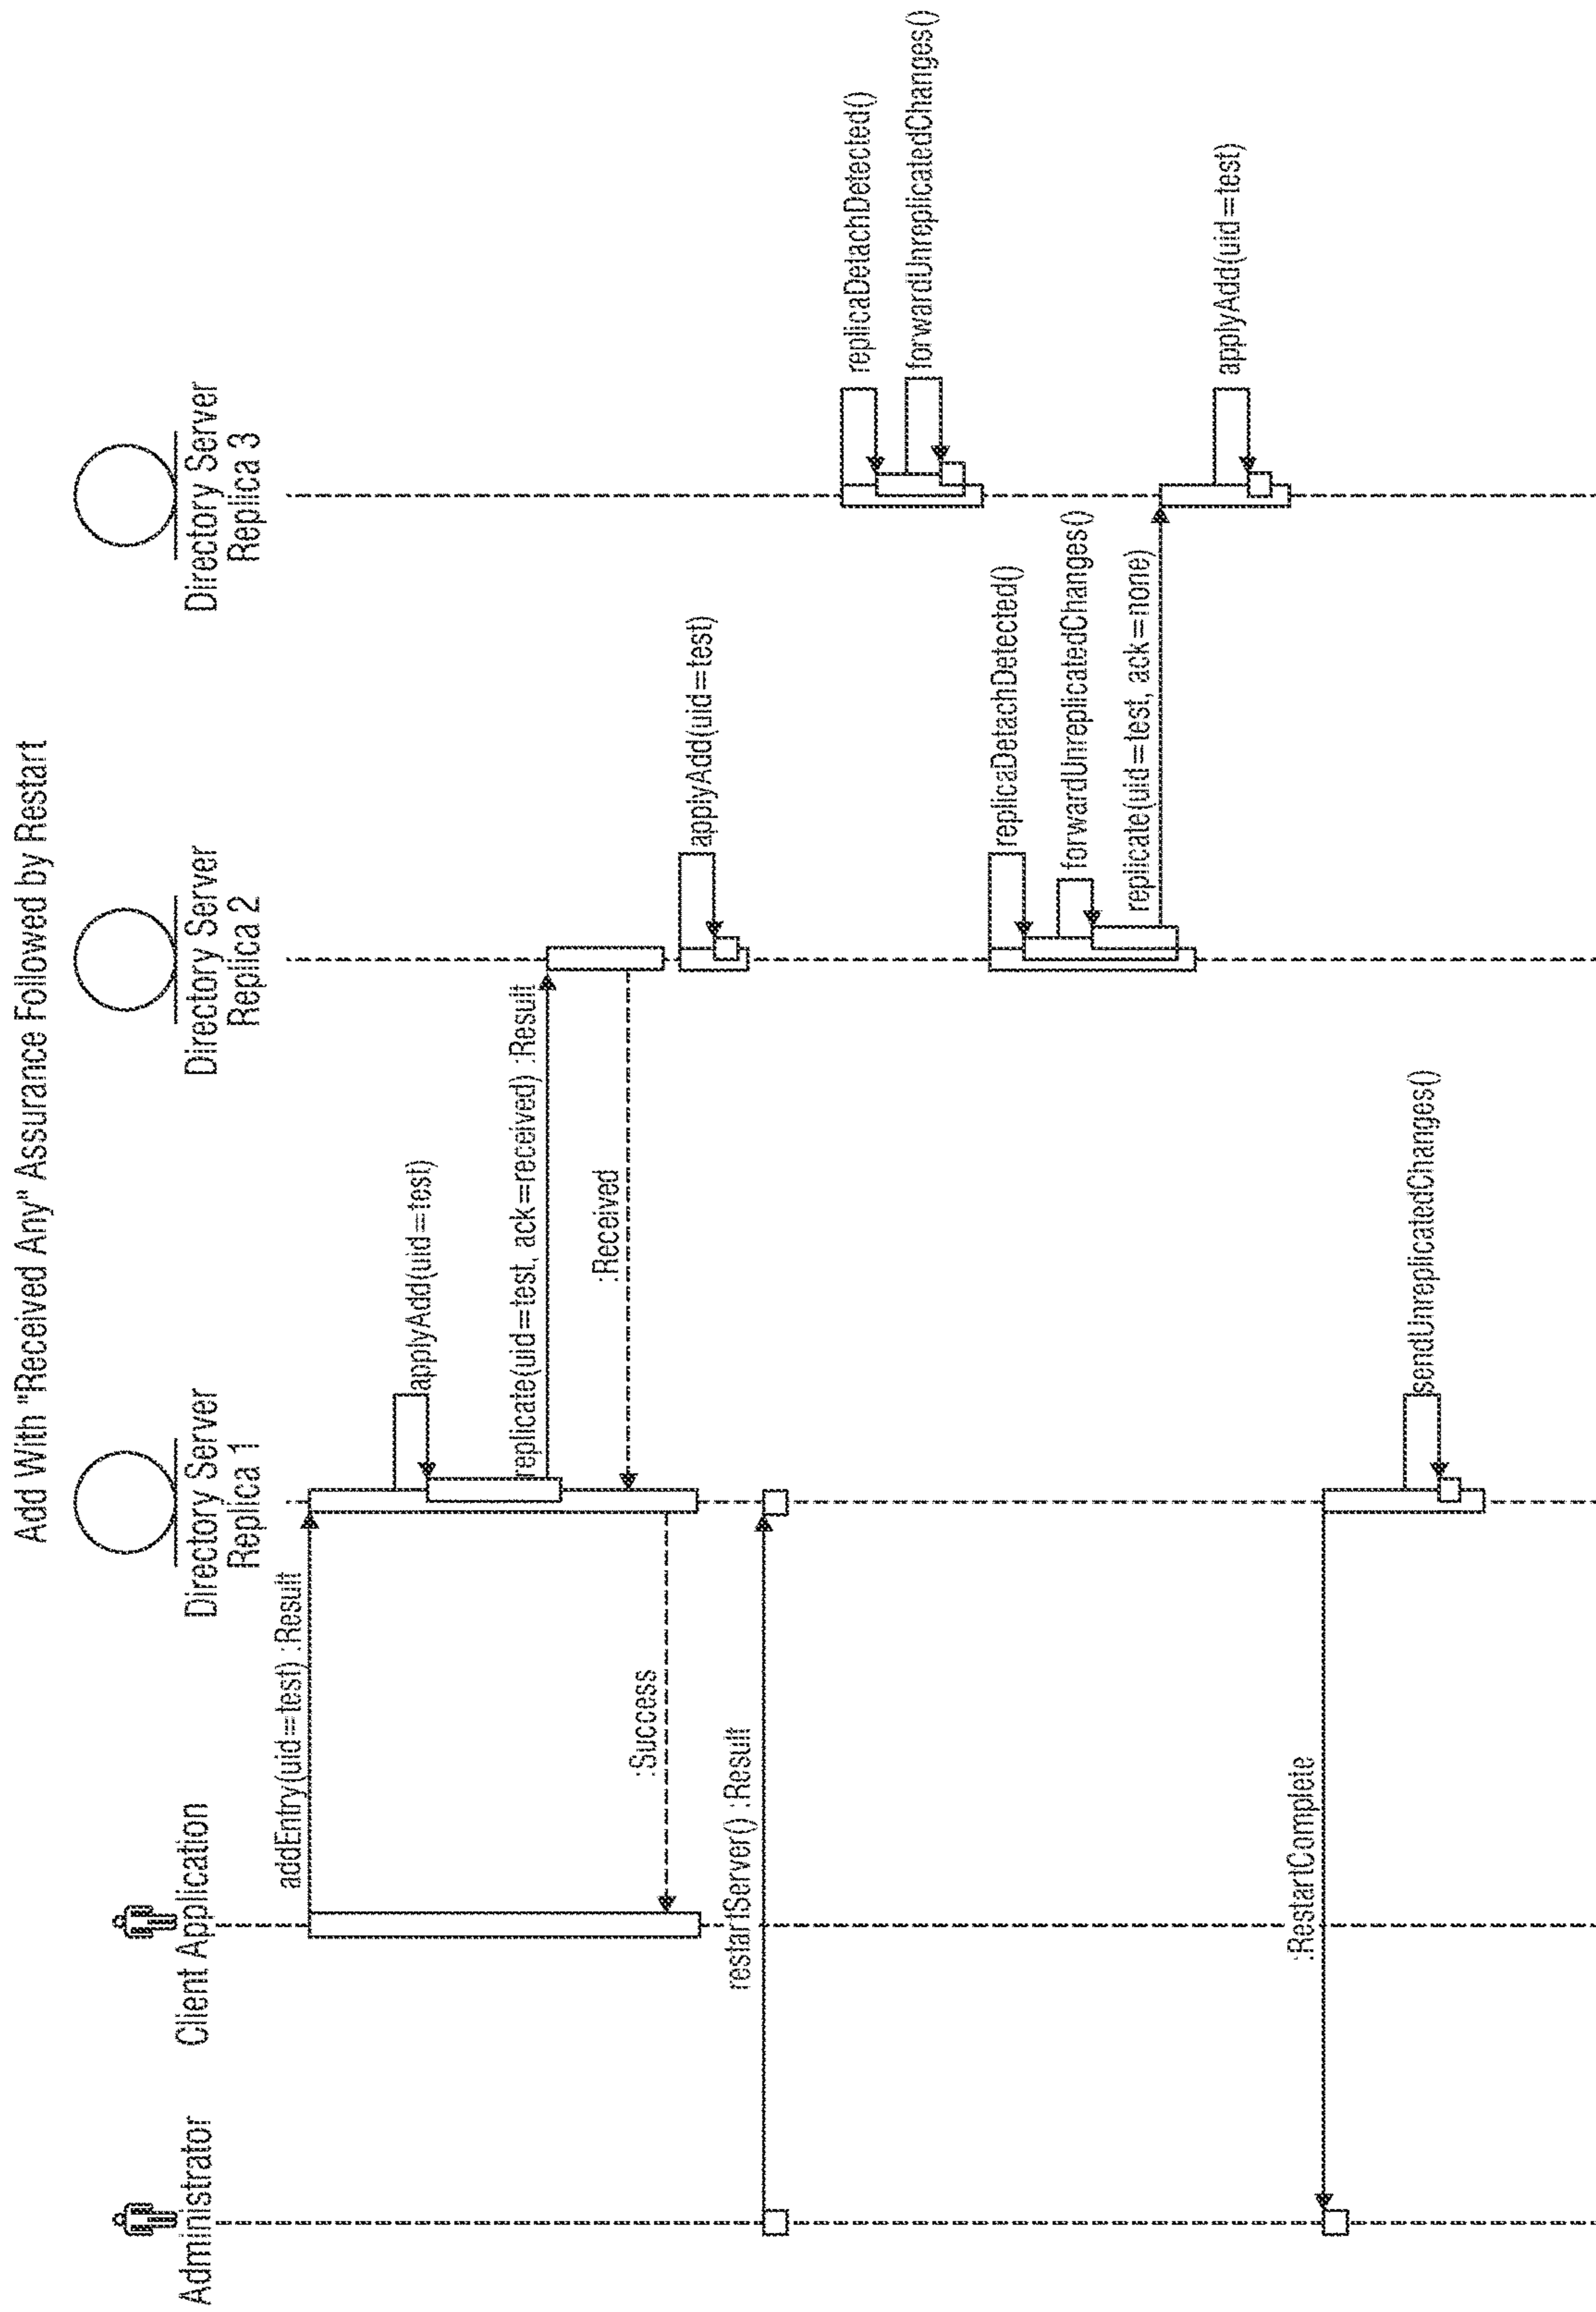 Add With "Received Any" Assurance Followed by Restart
Administrator
Client Application
Directory Server
Replica 1
Directory Server
Replica 2
Directory Server
Replica 3
addEntry(uid=test) :Result
applyAdd(uid=test)
replicate(uid=test, ack=received) :Result
:Received
:Success
applyAdd(uid=test)
restartServer() :Result
replicaDetachDetected()
forwardUnreplicatedChanges()
replicaDetachDetected()
forwardUnreplicatedChanges()
replicate(uid=test, ack=none)
applyAdd(uid=test)
:RestartComplete
sendUnreplicatedChanges()